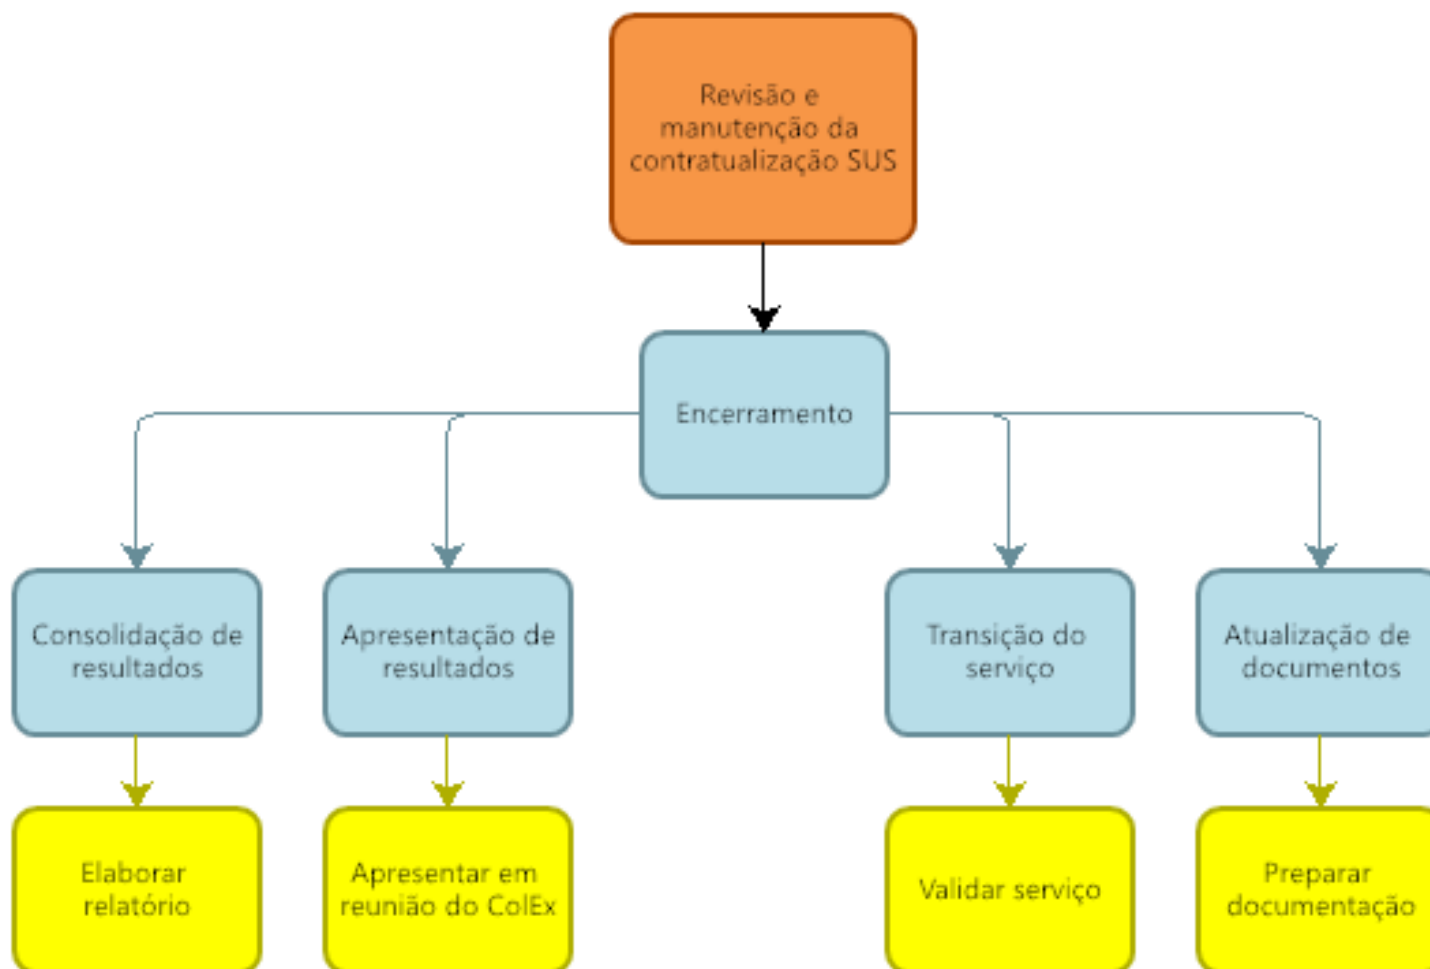 Revisão e
manutenção da
contratualização SUS
Encerramento
Consolidação de
resultados
Apresentação de
resultados
Transição do
serviço
Atualização de
documentos
Elaborar
relatório
Apresentar em
reunião do ColEx
Validar serviço
Preparar
documentação